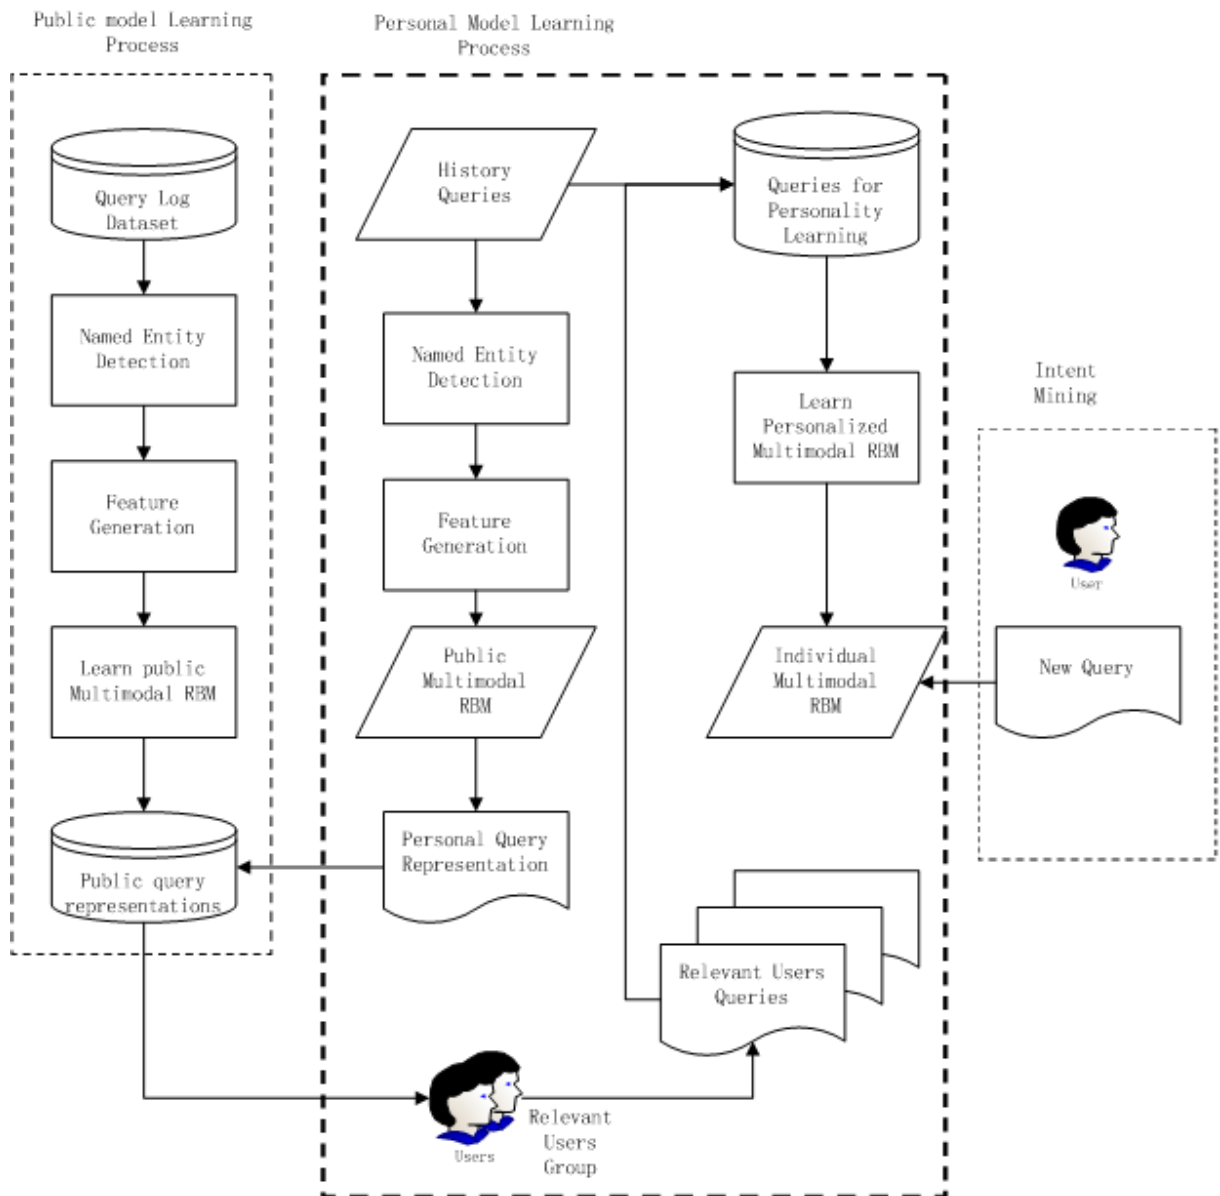 Public model Learning
Process
Personal Model Learning
Process
Query Log
Dataset
Named Entity
Detection
Feature
Generation
Learn public
Multimodal RBM
Public query
representations
History
Queries
Named Entity
Detection
Feature
Generation
Public
Multimodal
RBM
Personal Query
Representation
Queries for
Personality
Learning
Learn
Personalized
Multimodal RBM
Individual
Multimodal
RBM
Relevant Users
Queries
Users
Relevant
Users
Group
Intent
Mining
User
New Query